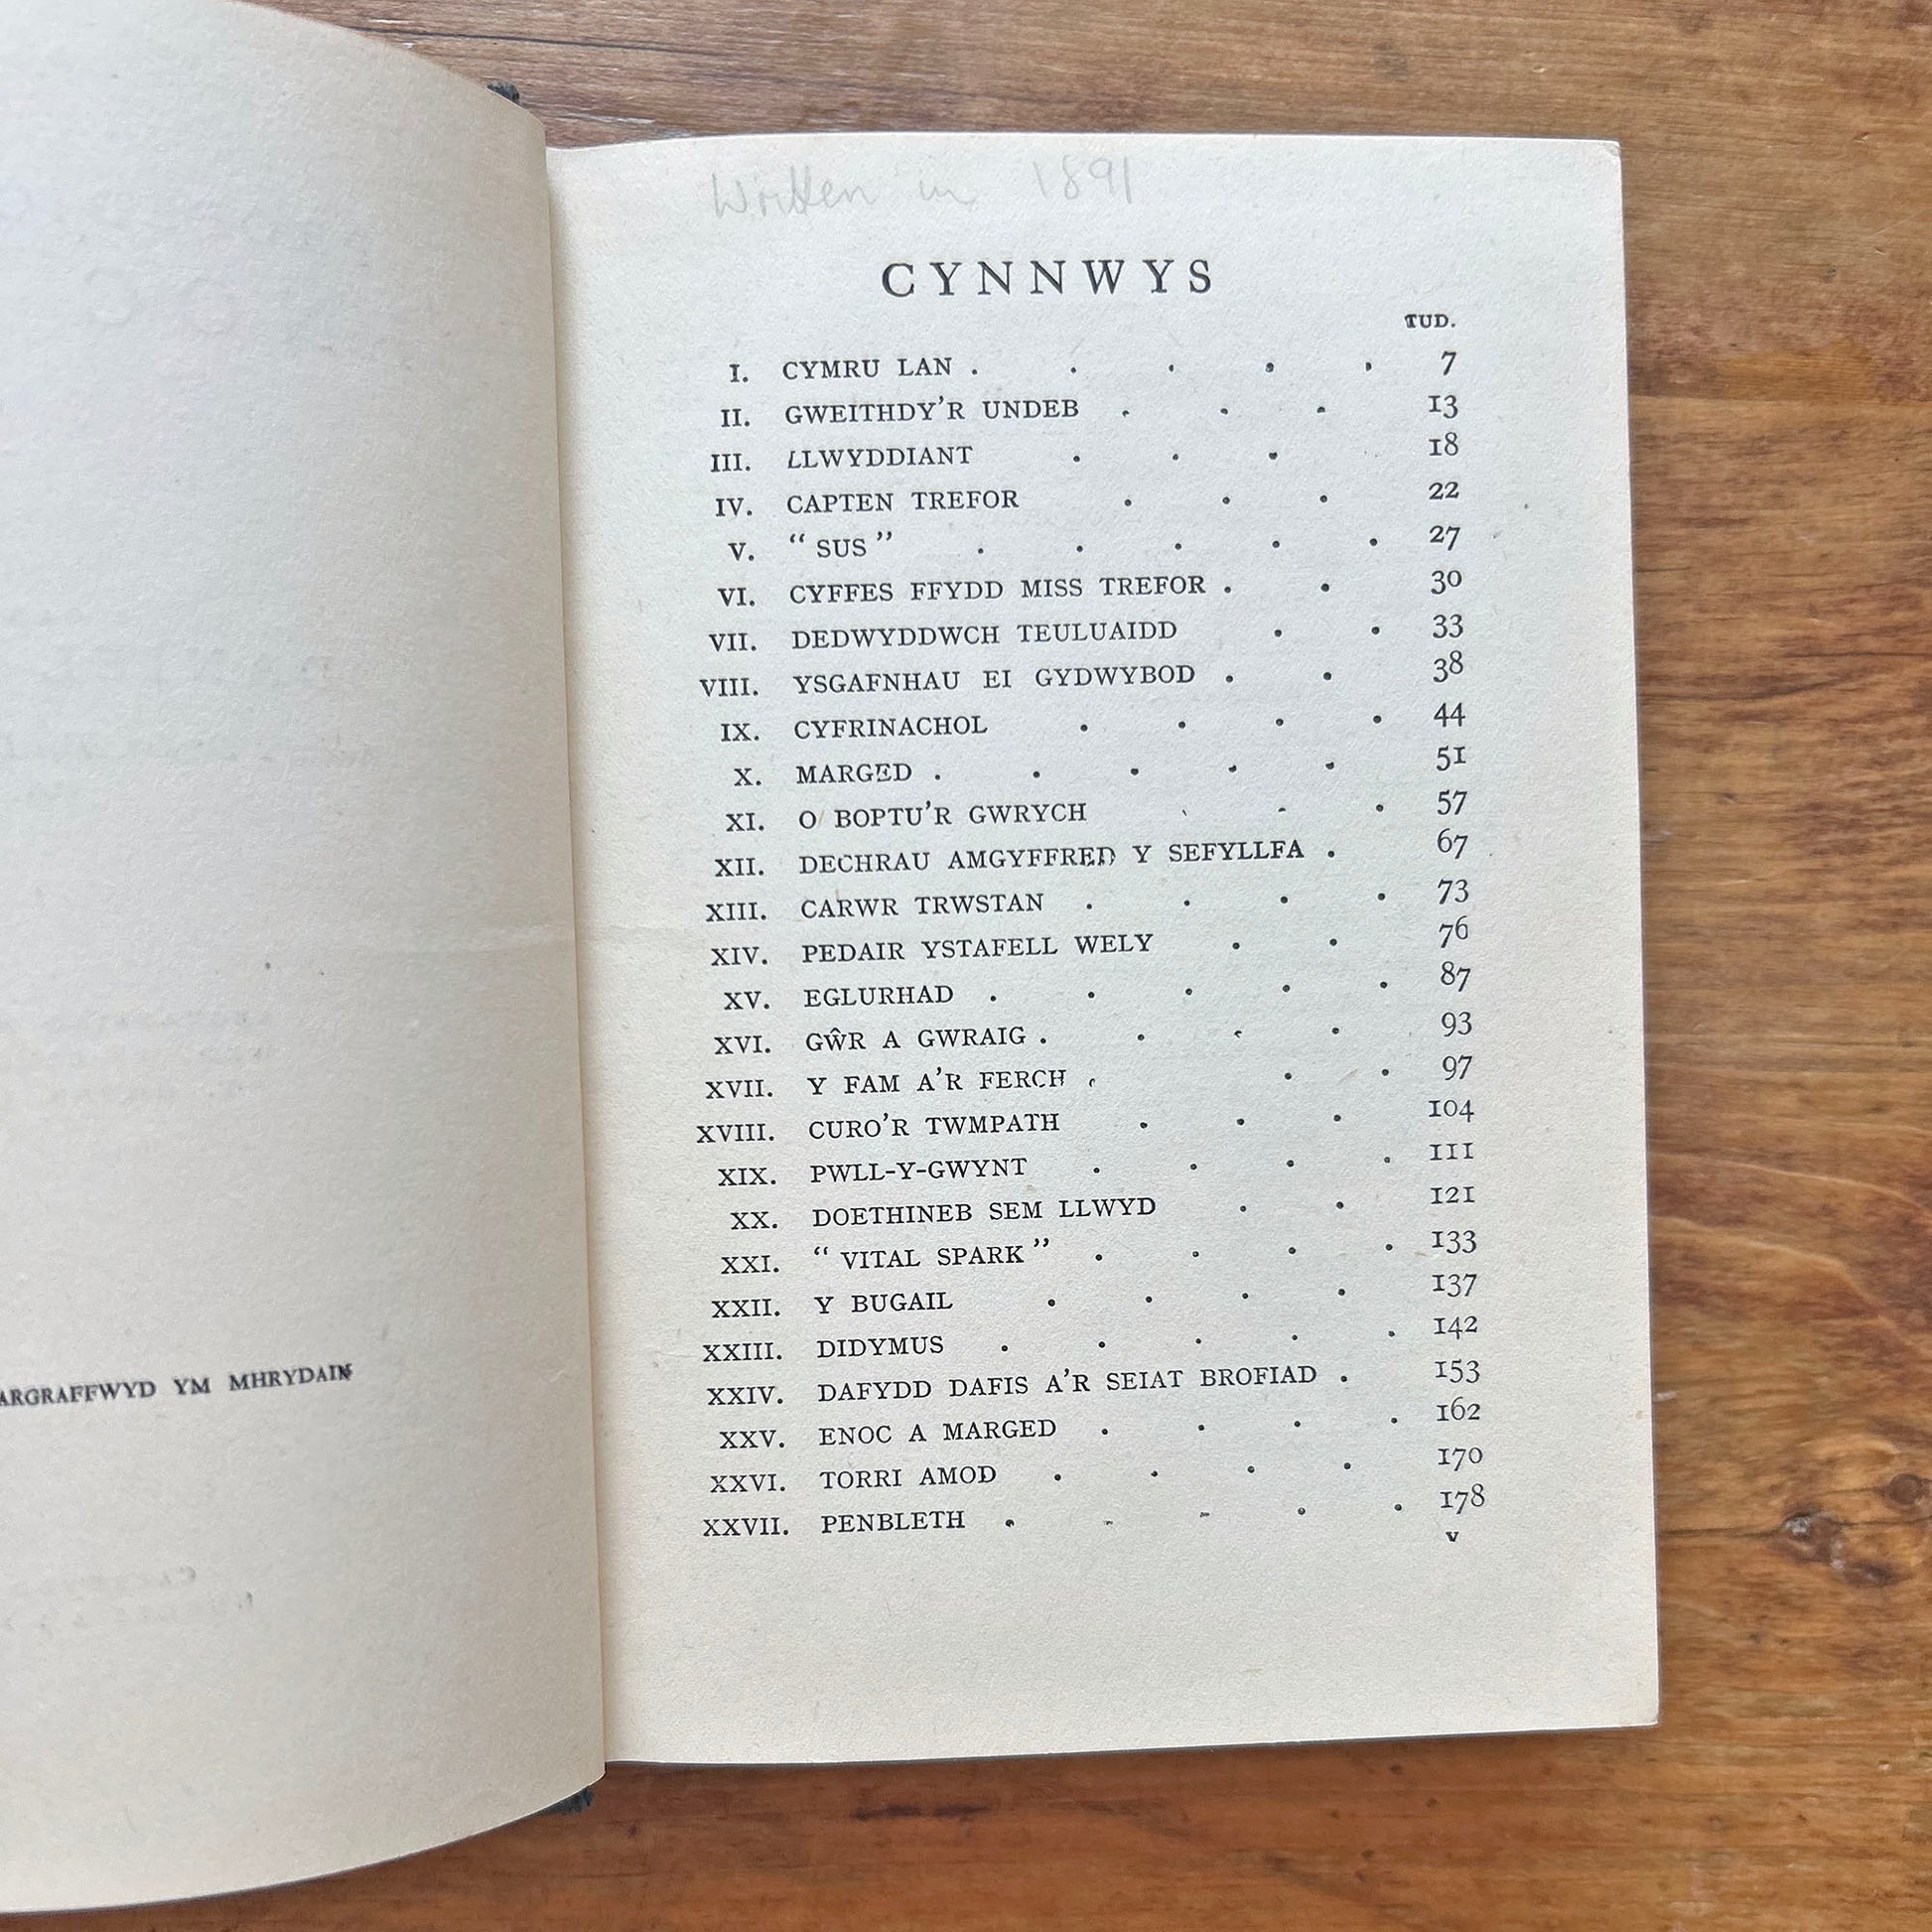 ARGRAFFWYD YM MHRYDAIN
Written in 1891
CYNNWYS
TUD.
I. CYMRU LAN . . . . . 7
II. GWEITHDY'R UNDEB . . . 13
III. LLWYDDIANT . . . 18
IV. CAPTEN TREFOR . . . 22
V. “ SUS ” . . . . . 27
VI. CYFFES FFYDD MISS TREFOR . . 30
VII. DEDWYDDWCH TEULUAIDD . . 33
VIII. YSGAFNHAU EI GYDWYBOD . . 38
IX. CYFRINACHOL . . . . 44
X. MARGED . . . . . 51
XI. O BOPTU'R GWRYCH . . . 57
XII. DECHRAU AMGYFFRED Y SEFYLLFA . 67
XIII. CARWR TRWSTAN . . . . 73
XIV. PEDAIR YSTAFELL WELY . . 76
XV. EGLURHAD . . . . . 87
XVI. GŴR A GWRAIG . . . . 93
XVII. Y FAM A'R FERCH . . . 97
XVIII. CURO'R TWMPATH . . . 104
XIX. PWLL-Y-GWYNT . . . . 111
XX. DOETHINEB SEM LLWYD . . 121
XXI. “ VITAL SPARK ” . . . . 133
XXII. Y BUGAIL . . . . 137
XXIII. DIDYMUS . . . . . 142
XXIV. DAFYDD DAFIS A'R SEIAT BROFIAD . 153
XXV. ENOC A MARGED . . . . 162
XXVI. TORRI AMOD . . . . 170
XXVII. PENBLETH . . . . . 178
v